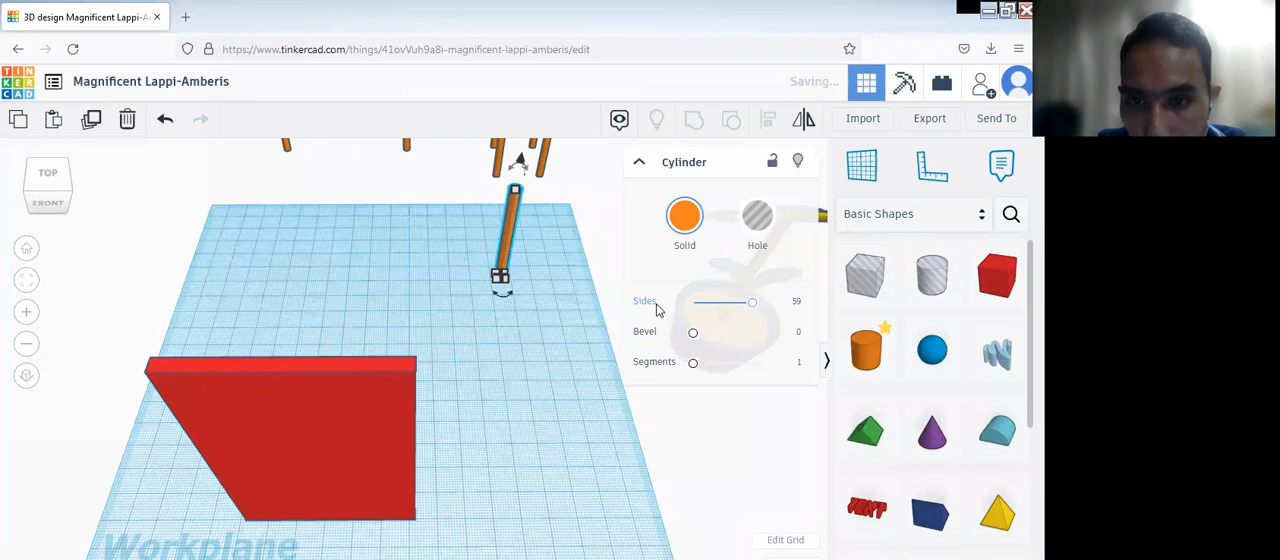 3D design Magnificent Lappi-A
https://www.tinkercad.com/things/41ovVuh9a8i-magnificent-lappi-amberis/edit
TIN
KER
CAD
Magnificent Lappi-Amberis
Saving...
Import
Export
Send To
TOP
FRONT
Cylinder
Solid
Hole
Sides
59
Bevel
0
Segments
1
Basic Shapes
TEXT
Workplane
Edit Grid